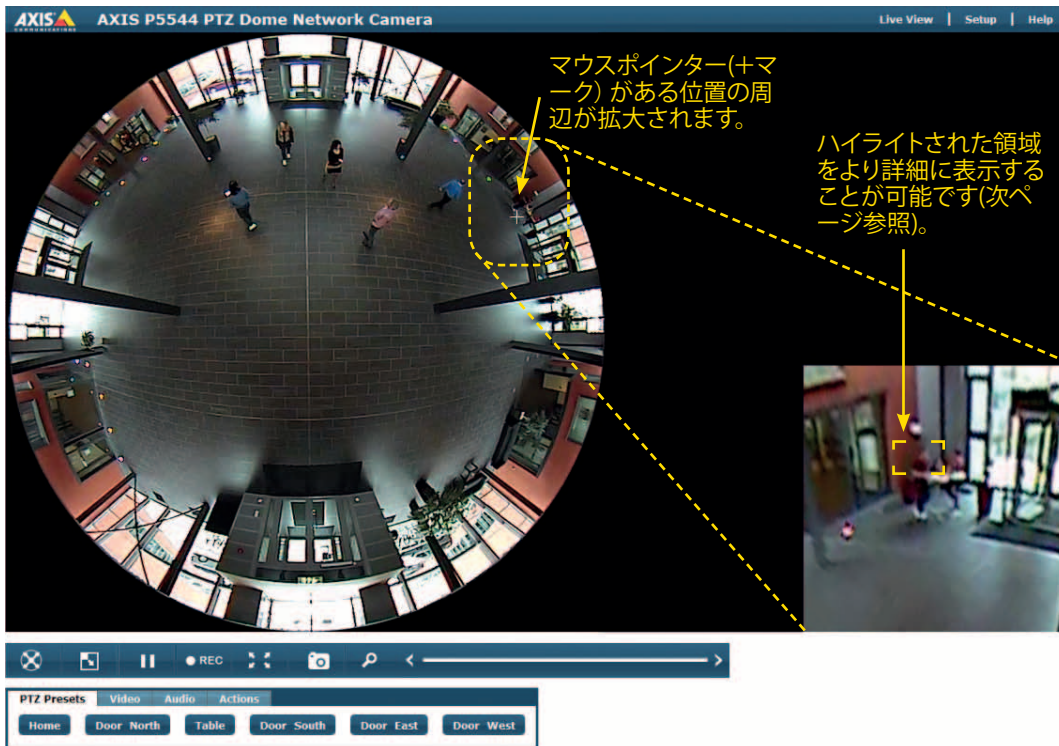 AXIS COMMUNICATIONS AXIS P5544 PTZ Dome Network Camera Live View | Setup | Help
マウスポインター(+マ
ーク) がある位置の周
辺が拡大されます。
ハイライトされた領域
をより詳細に表示する
ことが可能です(次ペ
ージ参照)。
REC
PTZ Presets Video Audio Actions
Home Door North Table Door South Door East Door West